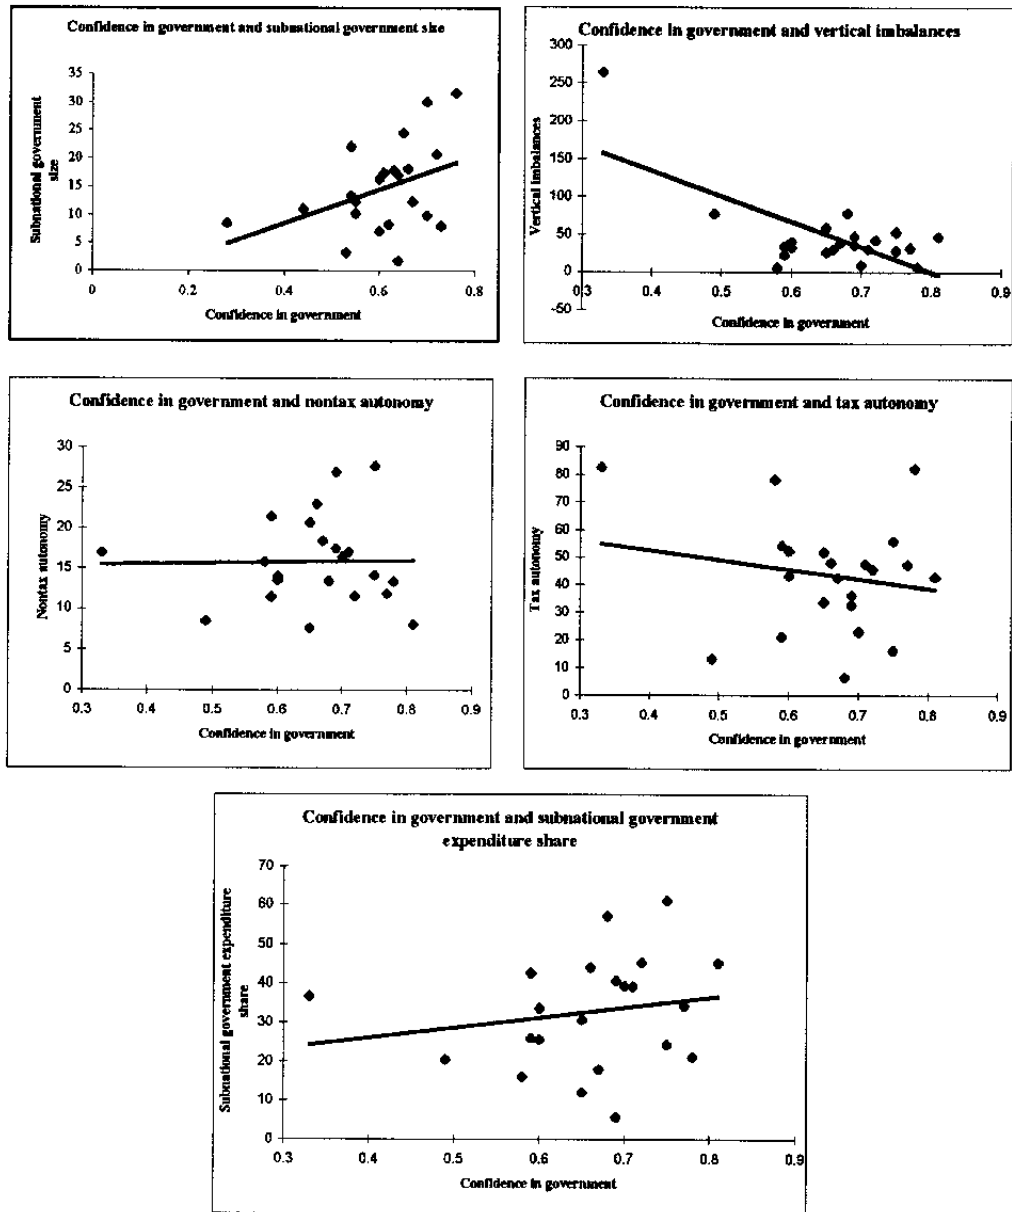 Confidence in government and subnational government size
35
30
25
20
15
10
5
0
0 0.2 0.4 0.6 0.8
Subnational government
size
Confidence in government
Confidence in government and vertical imbalances
300
250
200
150
100
50
0
-50
0.3 0.4 0.5 0.6 0.7 0.8 0.9
Vertical imbalances
Confidence in government
Confidence in government and nontax autonomy
30
25
20
15
10
5
0
0.3 0.4 0.5 0.6 0.7 0.8 0.9
Nontax autonomy
Confidence in government
Confidence in government and tax autonomy
90
80
70
60
50
40
30
20
10
0
0.3 0.4 0.5 0.6 0.7 0.8 0.9
Tax autonomy
Confidence in government
Confidence in government and subnational government
expenditure share
70
60
50
40
30
20
10
0
0.3 0.4 0.5 0.6 0.7 0.8 0.9
Subnational government expenditure
share
Confidence in government